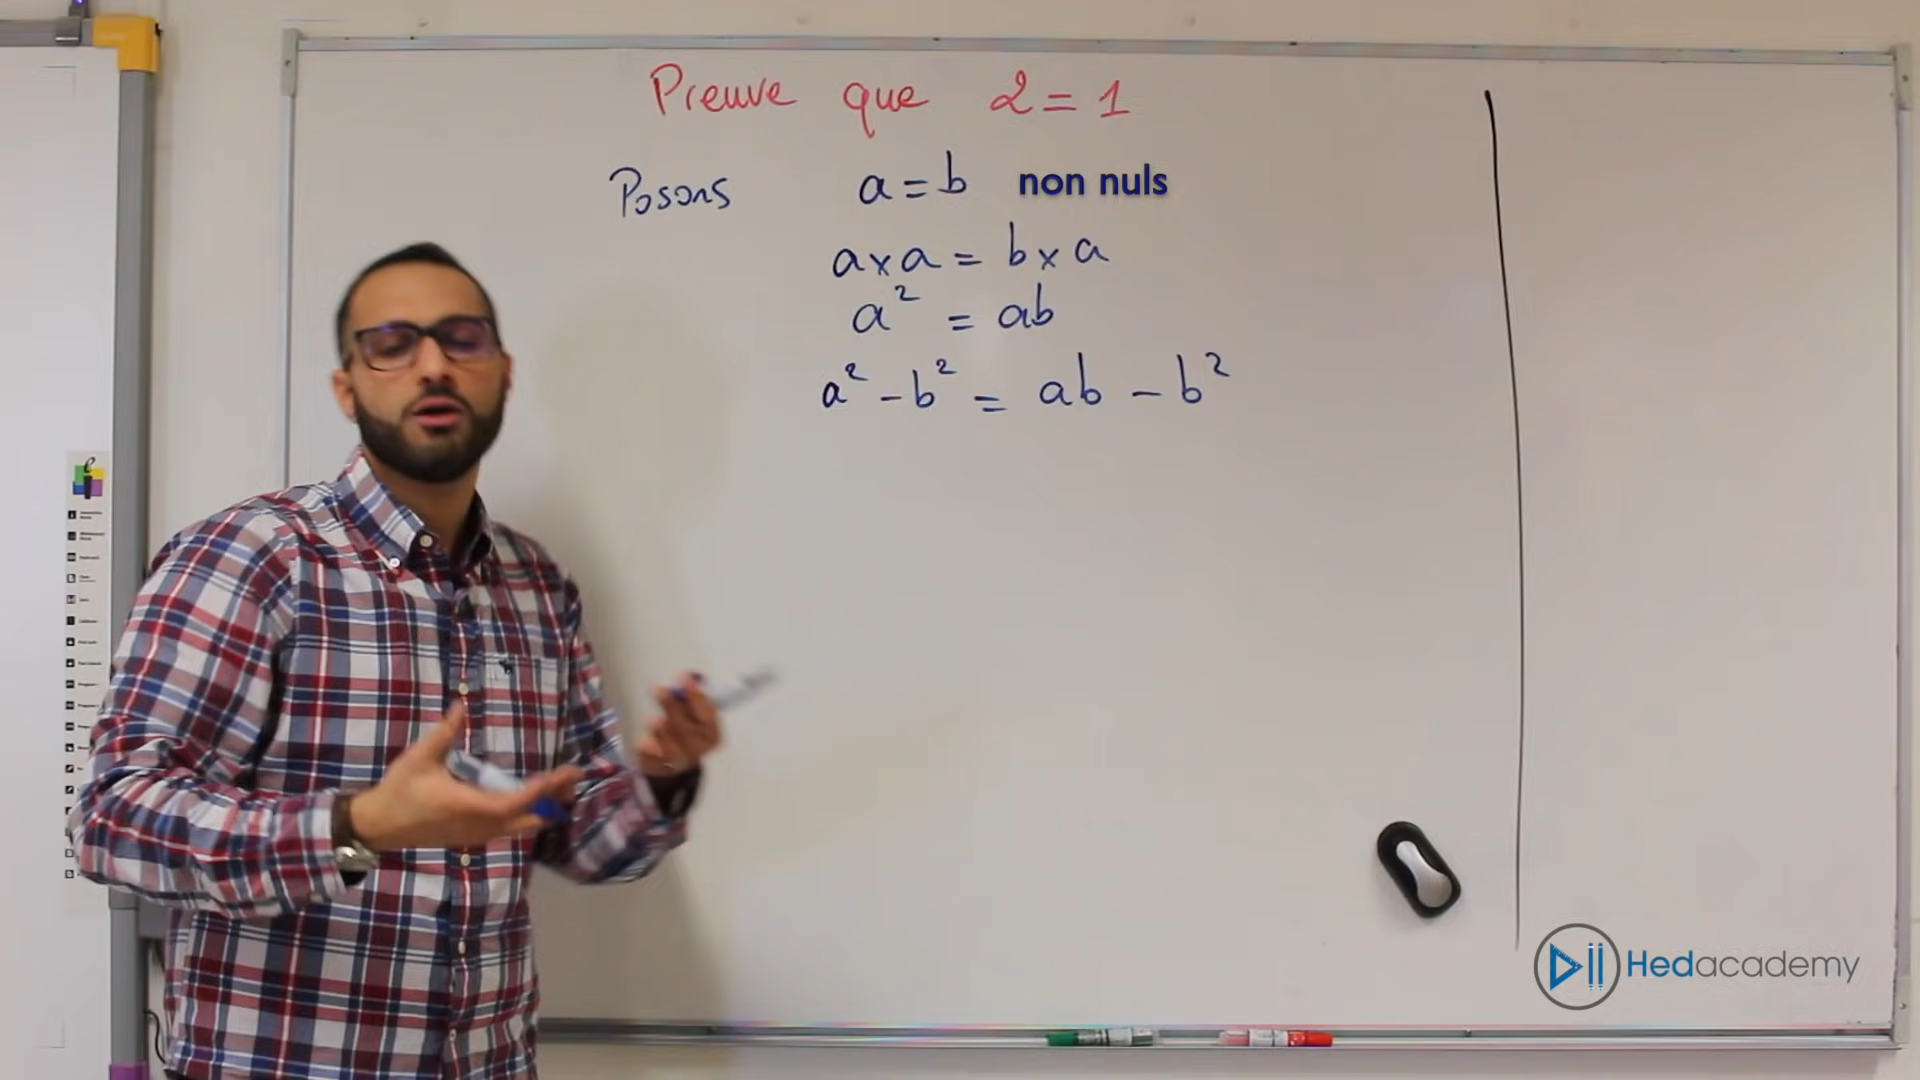 Preuve que 2=1
Posons a=b non nuls
a×a = b×a
a² = ab
a² - b² = ab - b²
Hedacademy